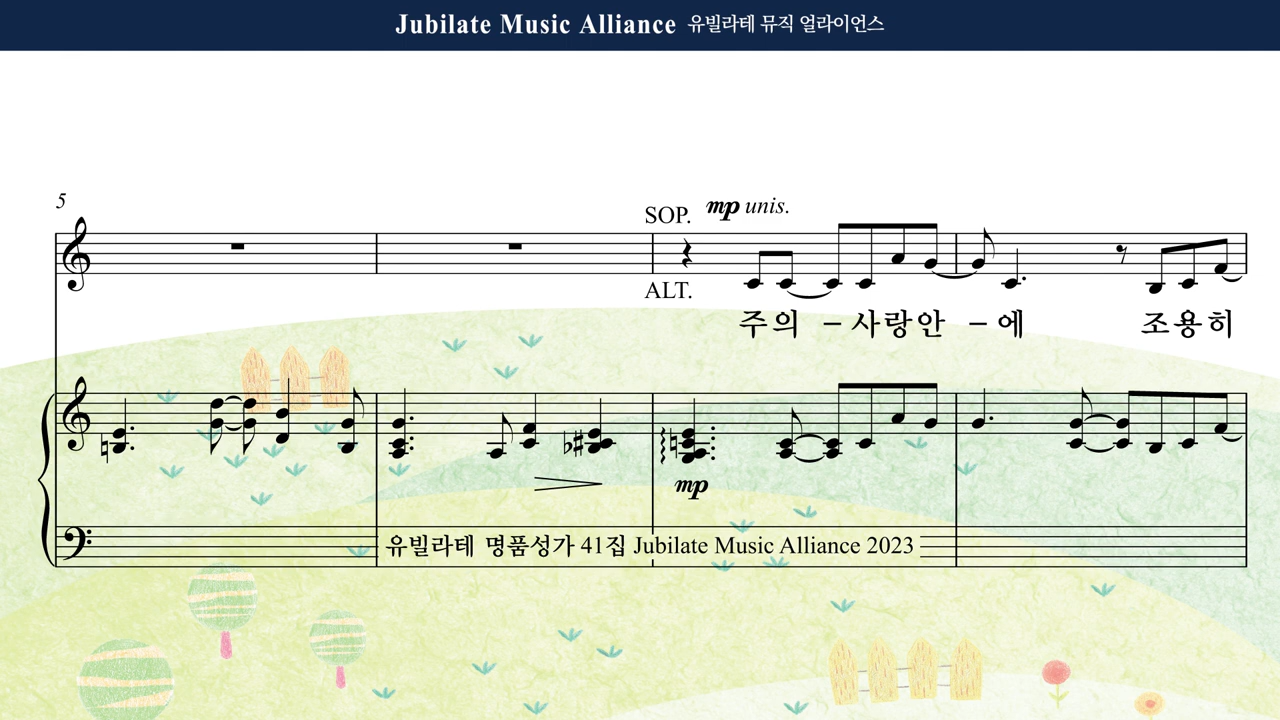 Jubilate Music Alliance 유빌라테 뮤직 얼라이언스
5
SOP. mp unis.
ALT.
주의 - 사랑안 - 에 조용히
mp
유빌라테 명품성가 41집 Jubilate Music Alliance 2023